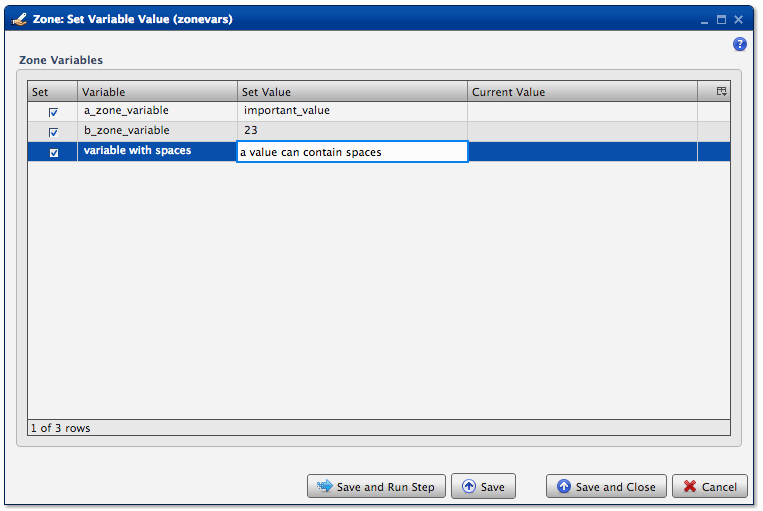 Zone: Set Variable Value (zonevars)
?
Zone Variables
Set Variable Set Value Current Value
a_zone_variable important_value
b_zone_variable 23
variable with spaces a value can contain spaces
1 of 3 rows
Save and Run Step Save Save and Close Cancel